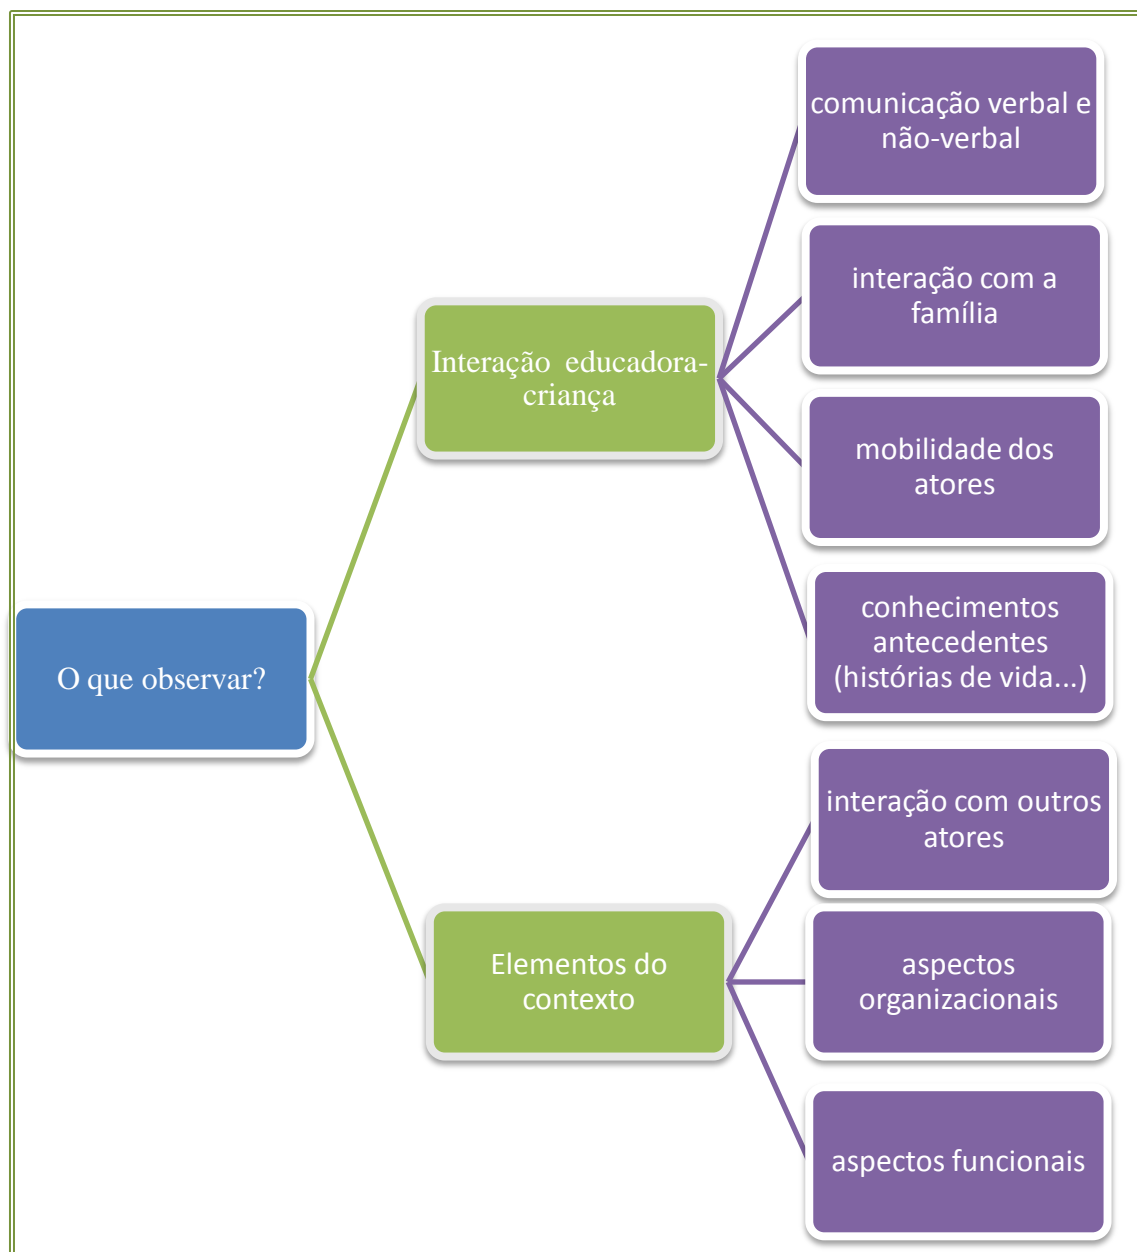 O que observar?
Interação educadora-
criança
comunicação verbal e
não-verbal
interação com a
família
mobilidade dos
atores
conhecimentos
antecedentes
(histórias de vida...)
Elementos do
contexto
interação com outros
atores
aspectos
organizacionais
aspectos funcionais